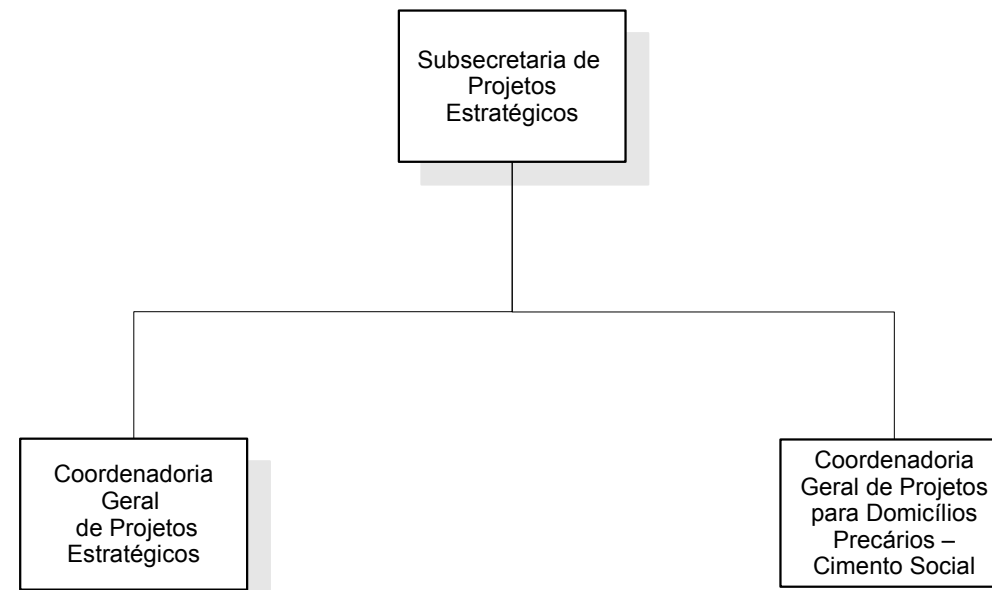 Subsecretaria de
Projetos
Estratégicos
Coordenadoria
Geral
de Projetos
Estratégicos
Coordenadoria
Geral de Projetos
para Domicílios
Precários –
Cimento Social